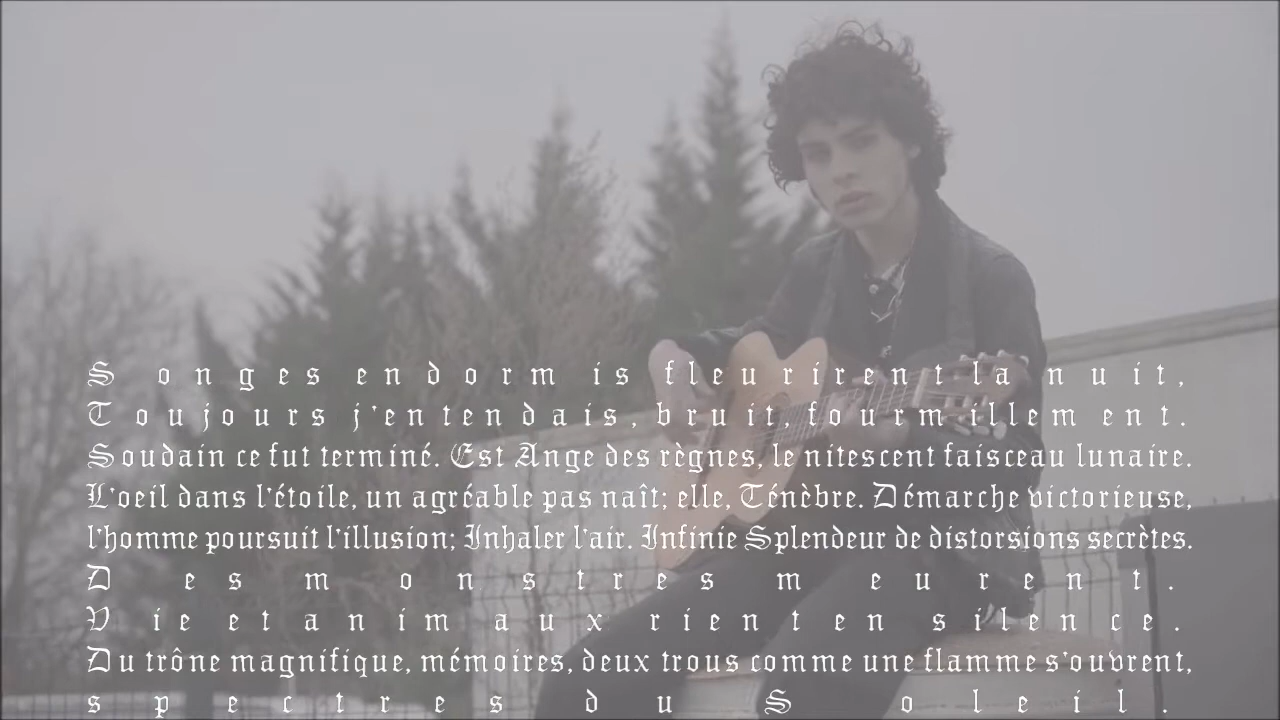 Songes endormis fleurirent la nuit,
Toujours j'entendais, bruit, fourmillement.
Soudain ce fut terminé. Est Ange des règnes, le nitescent faisceau lunaire.
L'oeil dans l'étoile, un agréable pas naît; elle, Ténèbre. Démarche victorieuse,
l'homme poursuit l'illusion; Inhaler l'air. Infinie Splendeur de distorsions secrètes.
Des monstres meurent.
Vie et animaux rient en silence.
Du trône magnifique, mémoires, deux trous comme une flamme s'ouvrent,
spectres du Soleil.